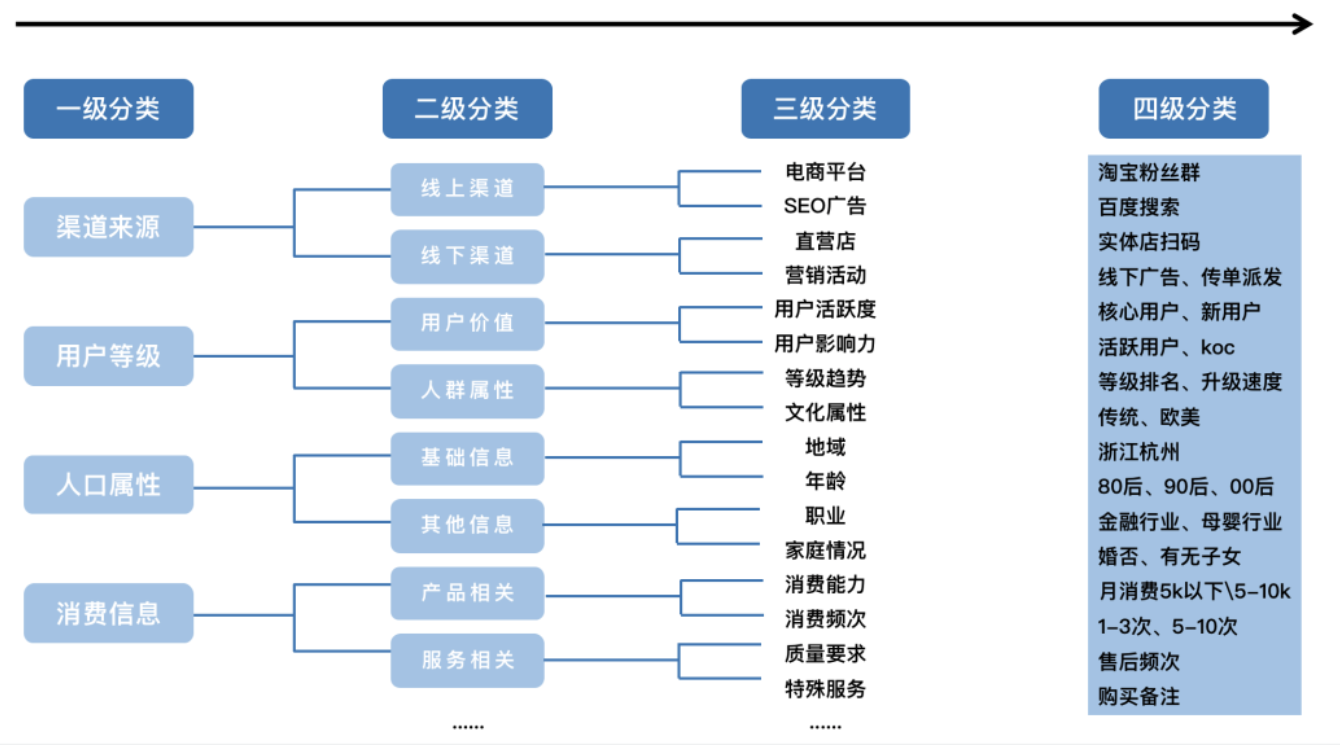 一级分类
二级分类
三级分类
四级分类
渠道来源
线上渠道
电商平台
淘宝粉丝群
SEO广告
百度搜索
线下渠道
直营店
实体店扫码
营销活动
线下广告、传单派发
用户等级
用户价值
用户活跃度
核心用户、新用户
用户影响力
活跃用户、koc
人群属性
等级趋势
等级排名、升级速度
文化属性
传统、欧美
人口属性
基础信息
地域
浙江杭州
年龄
80后、90后、00后
其他信息
职业
金融行业、母婴行业
家庭情况
婚否、有无子女
消费信息
产品相关
消费能力
月消费5k以下\5-10k
消费频次
1-3次、5-10次
服务相关
质量要求
售后频次
特殊服务
购买备注
......
......